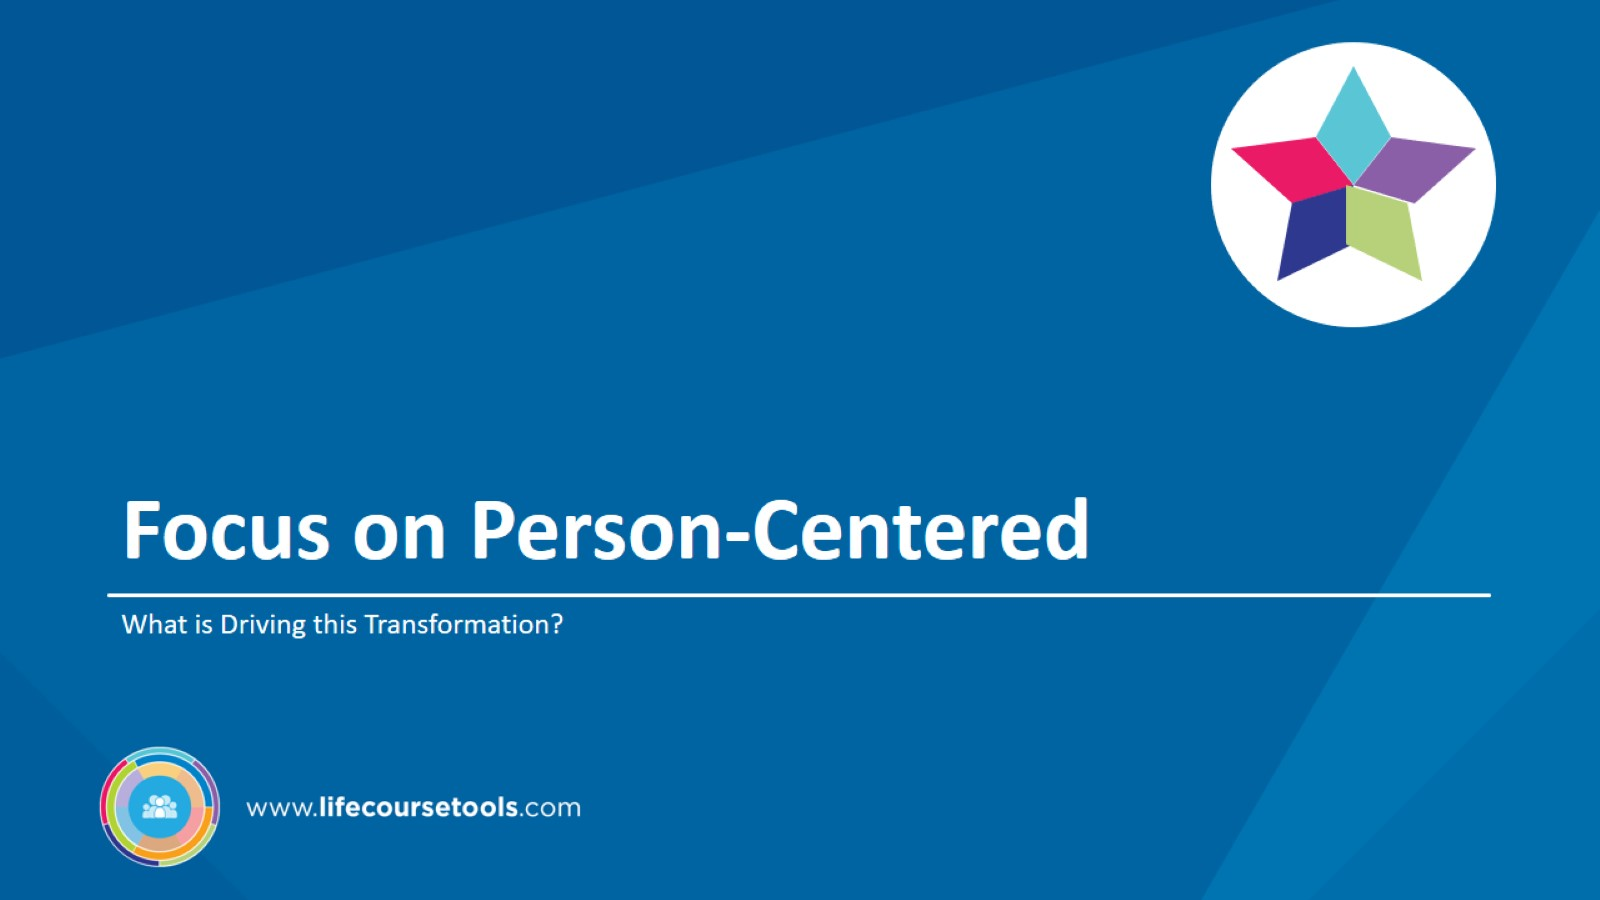 Focus on Person-Centered
What is Driving this Transformation?
www.lifecoursetools.com